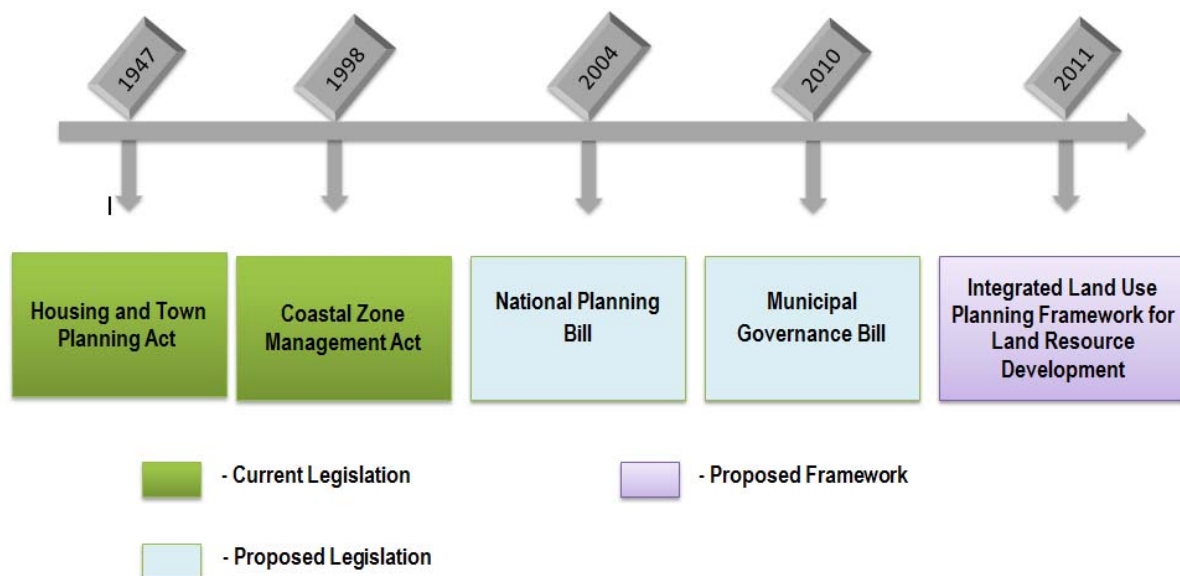 1947
1998
2004
2010
2011
l
Housing and Town
Planning Act
Coastal Zone
Management Act
National Planning
Bill
Municipal
Governance Bill
Integrated Land Use
Planning Framework for
Land Resource
Development
- Current Legislation
- Proposed Framework
- Proposed Legislation